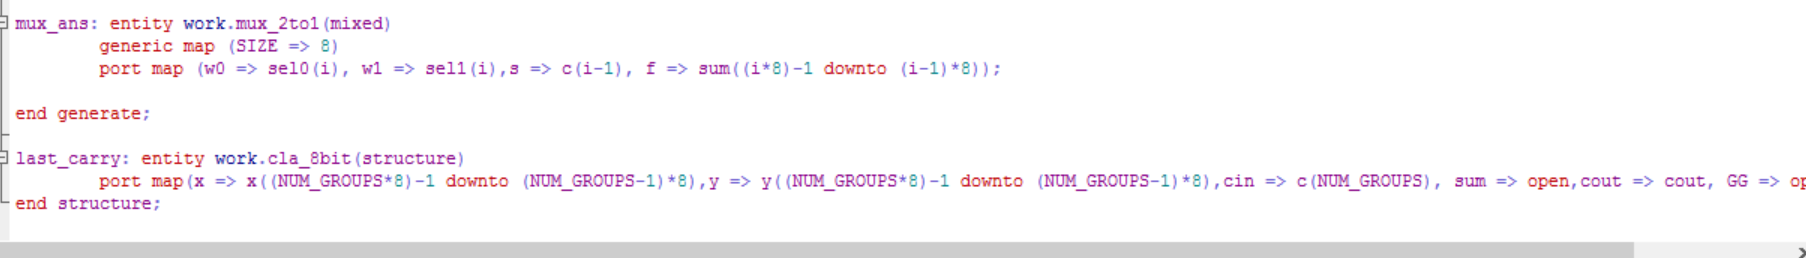 mux_ans: entity work.mux_2to1(mixed)
generic map (SIZE => 8)
port map (w0 => sel0(i), w1 => sel1(i),s => c(i-1), f => sum((i*8)-1 downto (i-1)*8));
end generate;
last_carry: entity work.cla_8bit(structure)
port map(x => x((NUM_GROUPS*8)-1 downto (NUM_GROUPS-1)*8),y => y((NUM_GROUPS*8)-1 downto (NUM_GROUPS-1)*8),cin => c(NUM_GROUPS), sum => open,cout => cout, GG =>
end structure;